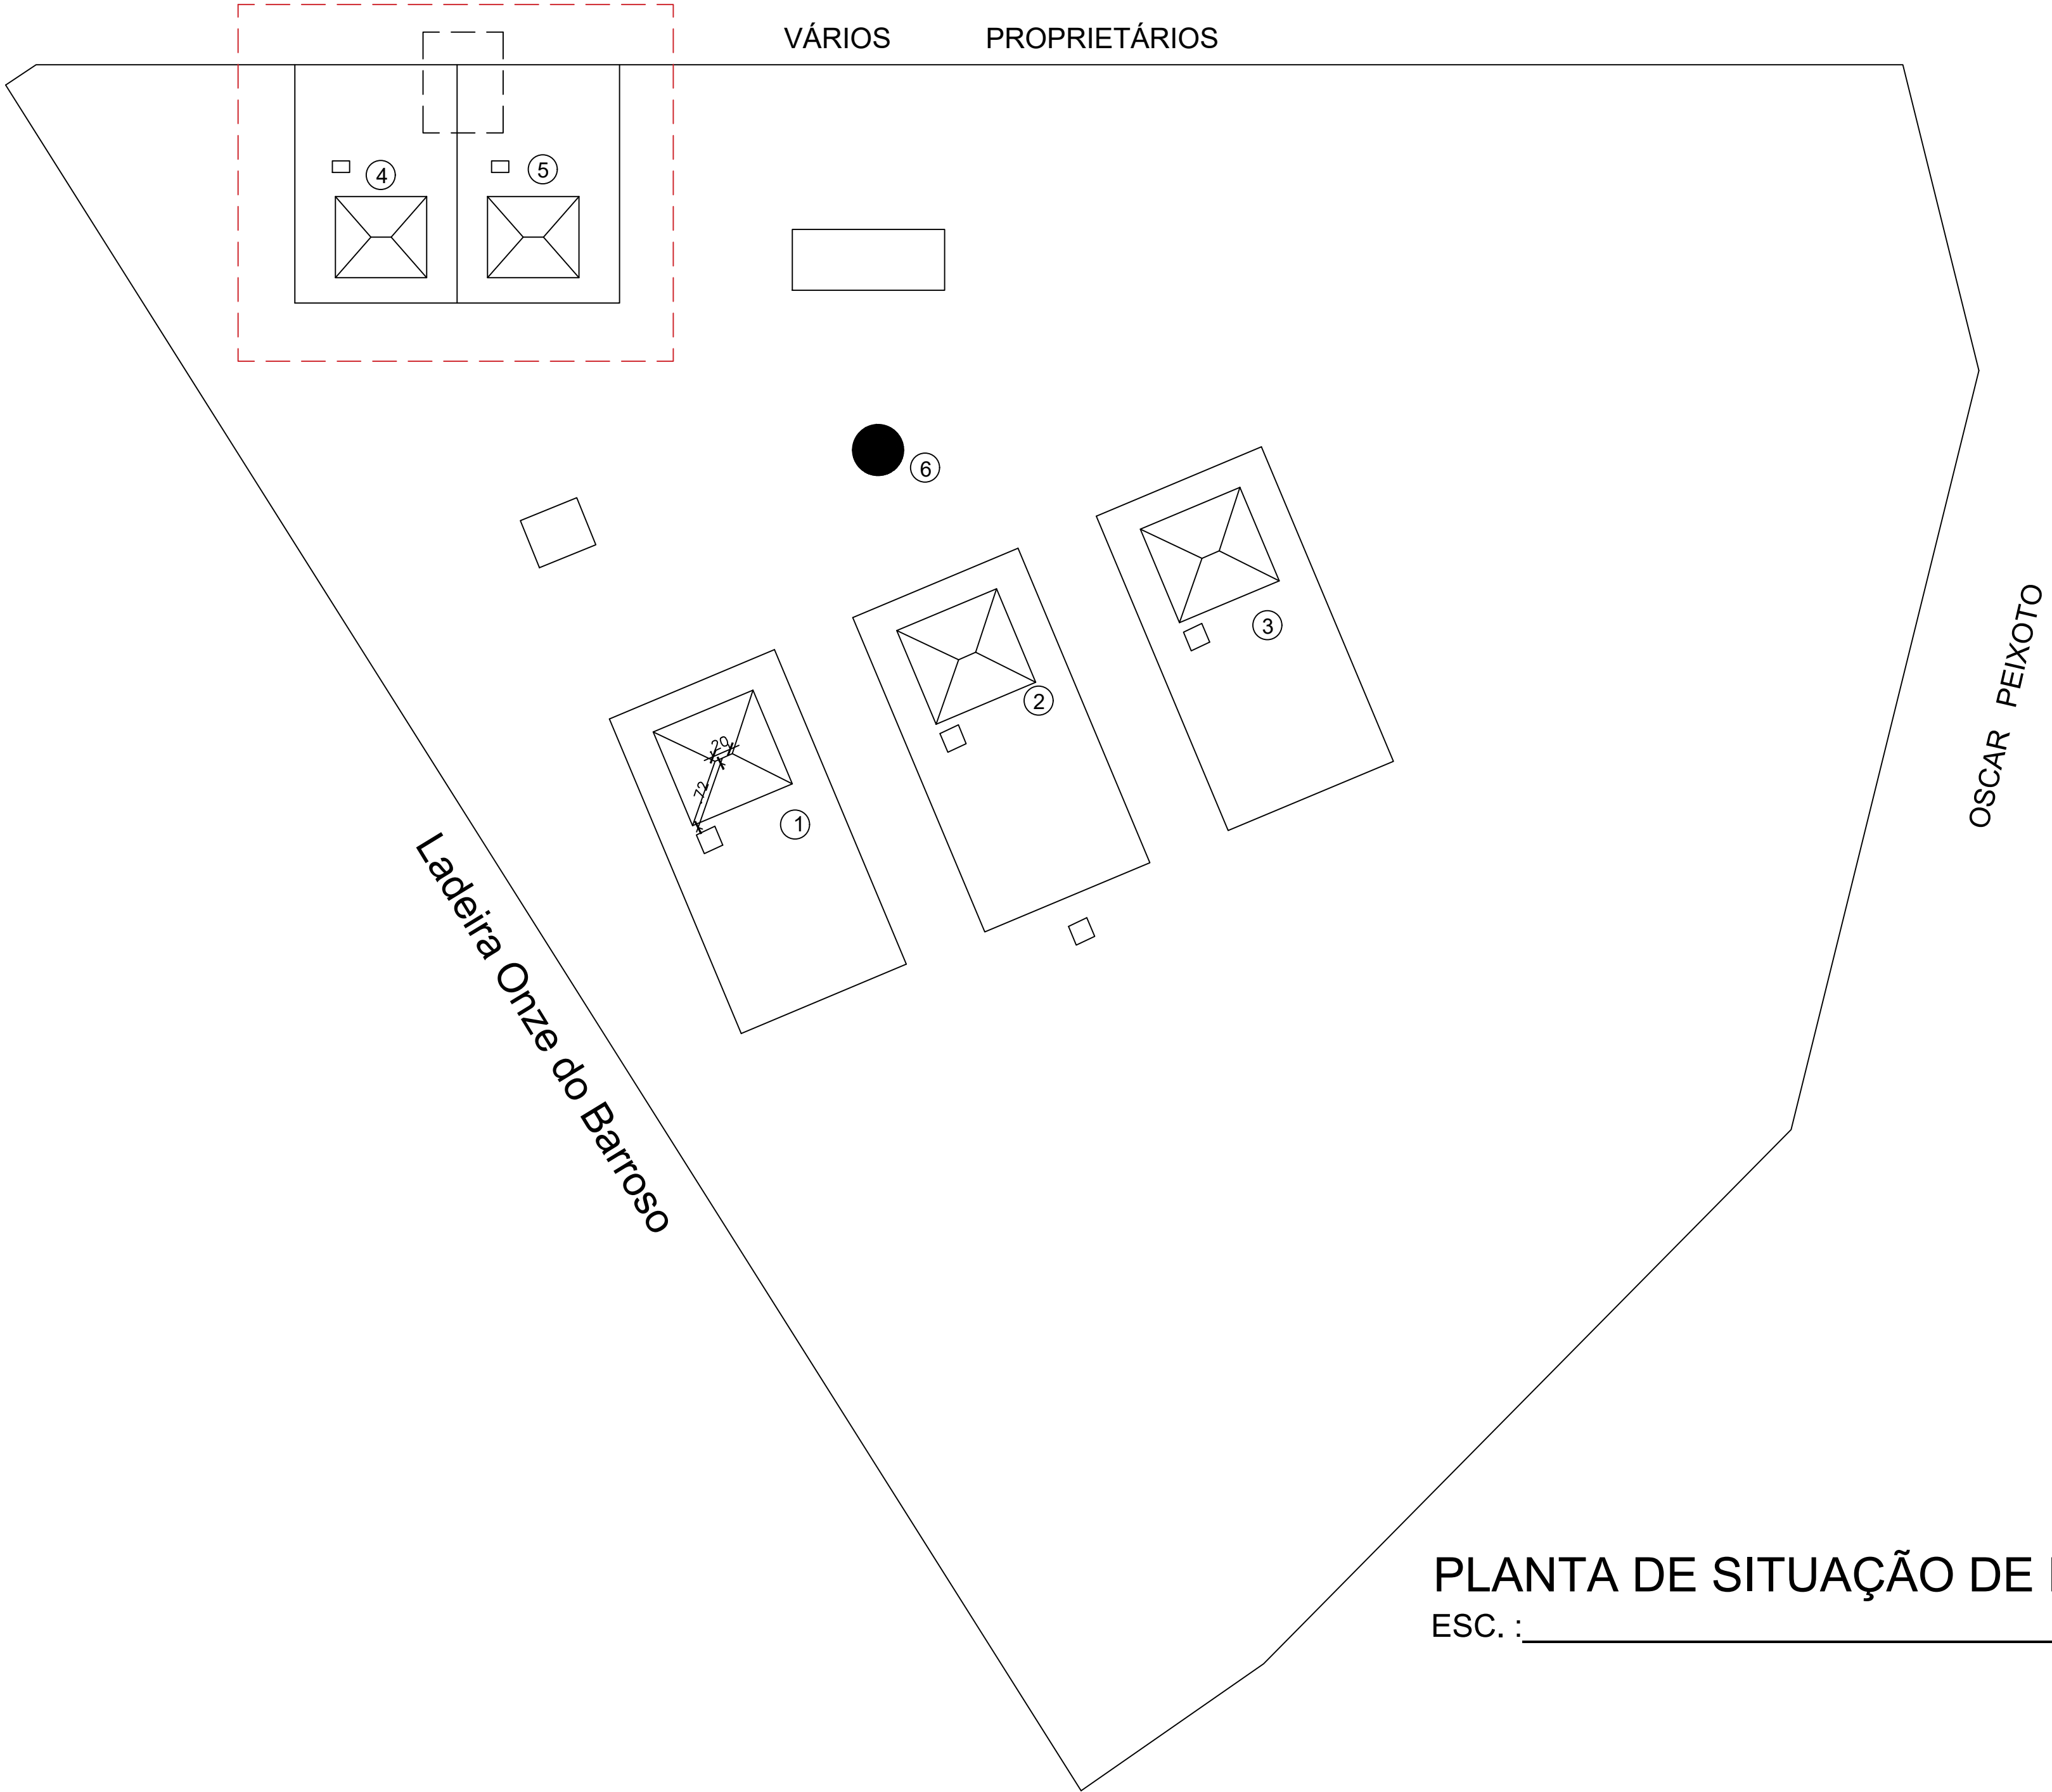 VÁRIOS PROPRIETÁRIOS
4
5
6
3
2
20
.72
1
OSCAR PEIXOTO
Ladeira Onze do Barroso
PLANTA DE SITUAÇÃO DE
ESC. :